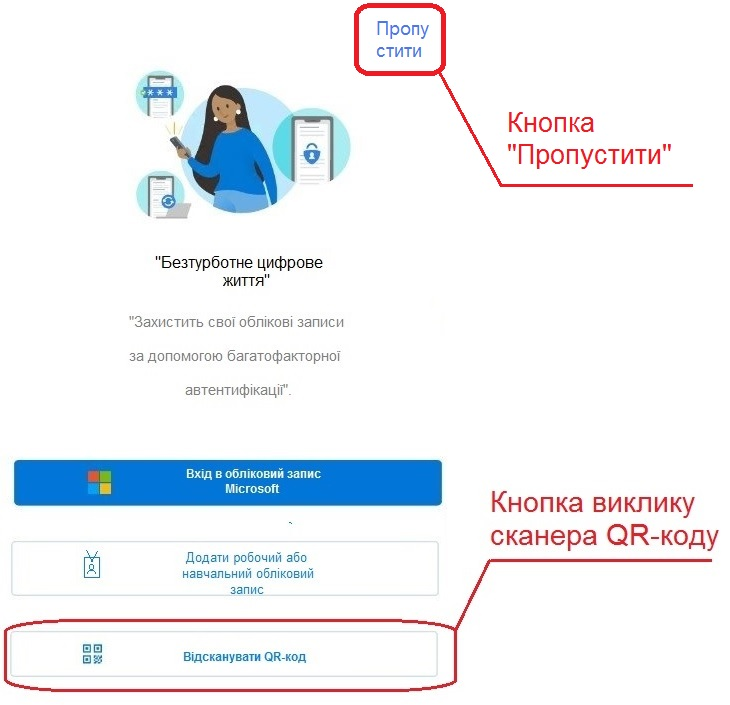 Пропу
стити
Кнопка
"Пропустити"
"Безтурботне цифрове
життя"
"Захистить свої облікові записи
за допомогою багатофакторної
автентифікації".
Вхід в обліковий запис
Microsoft
Кнопка виклику
сканера QR-коду
Додати робочий або
навчальний обліковий
запис
Відсканувати QR-код